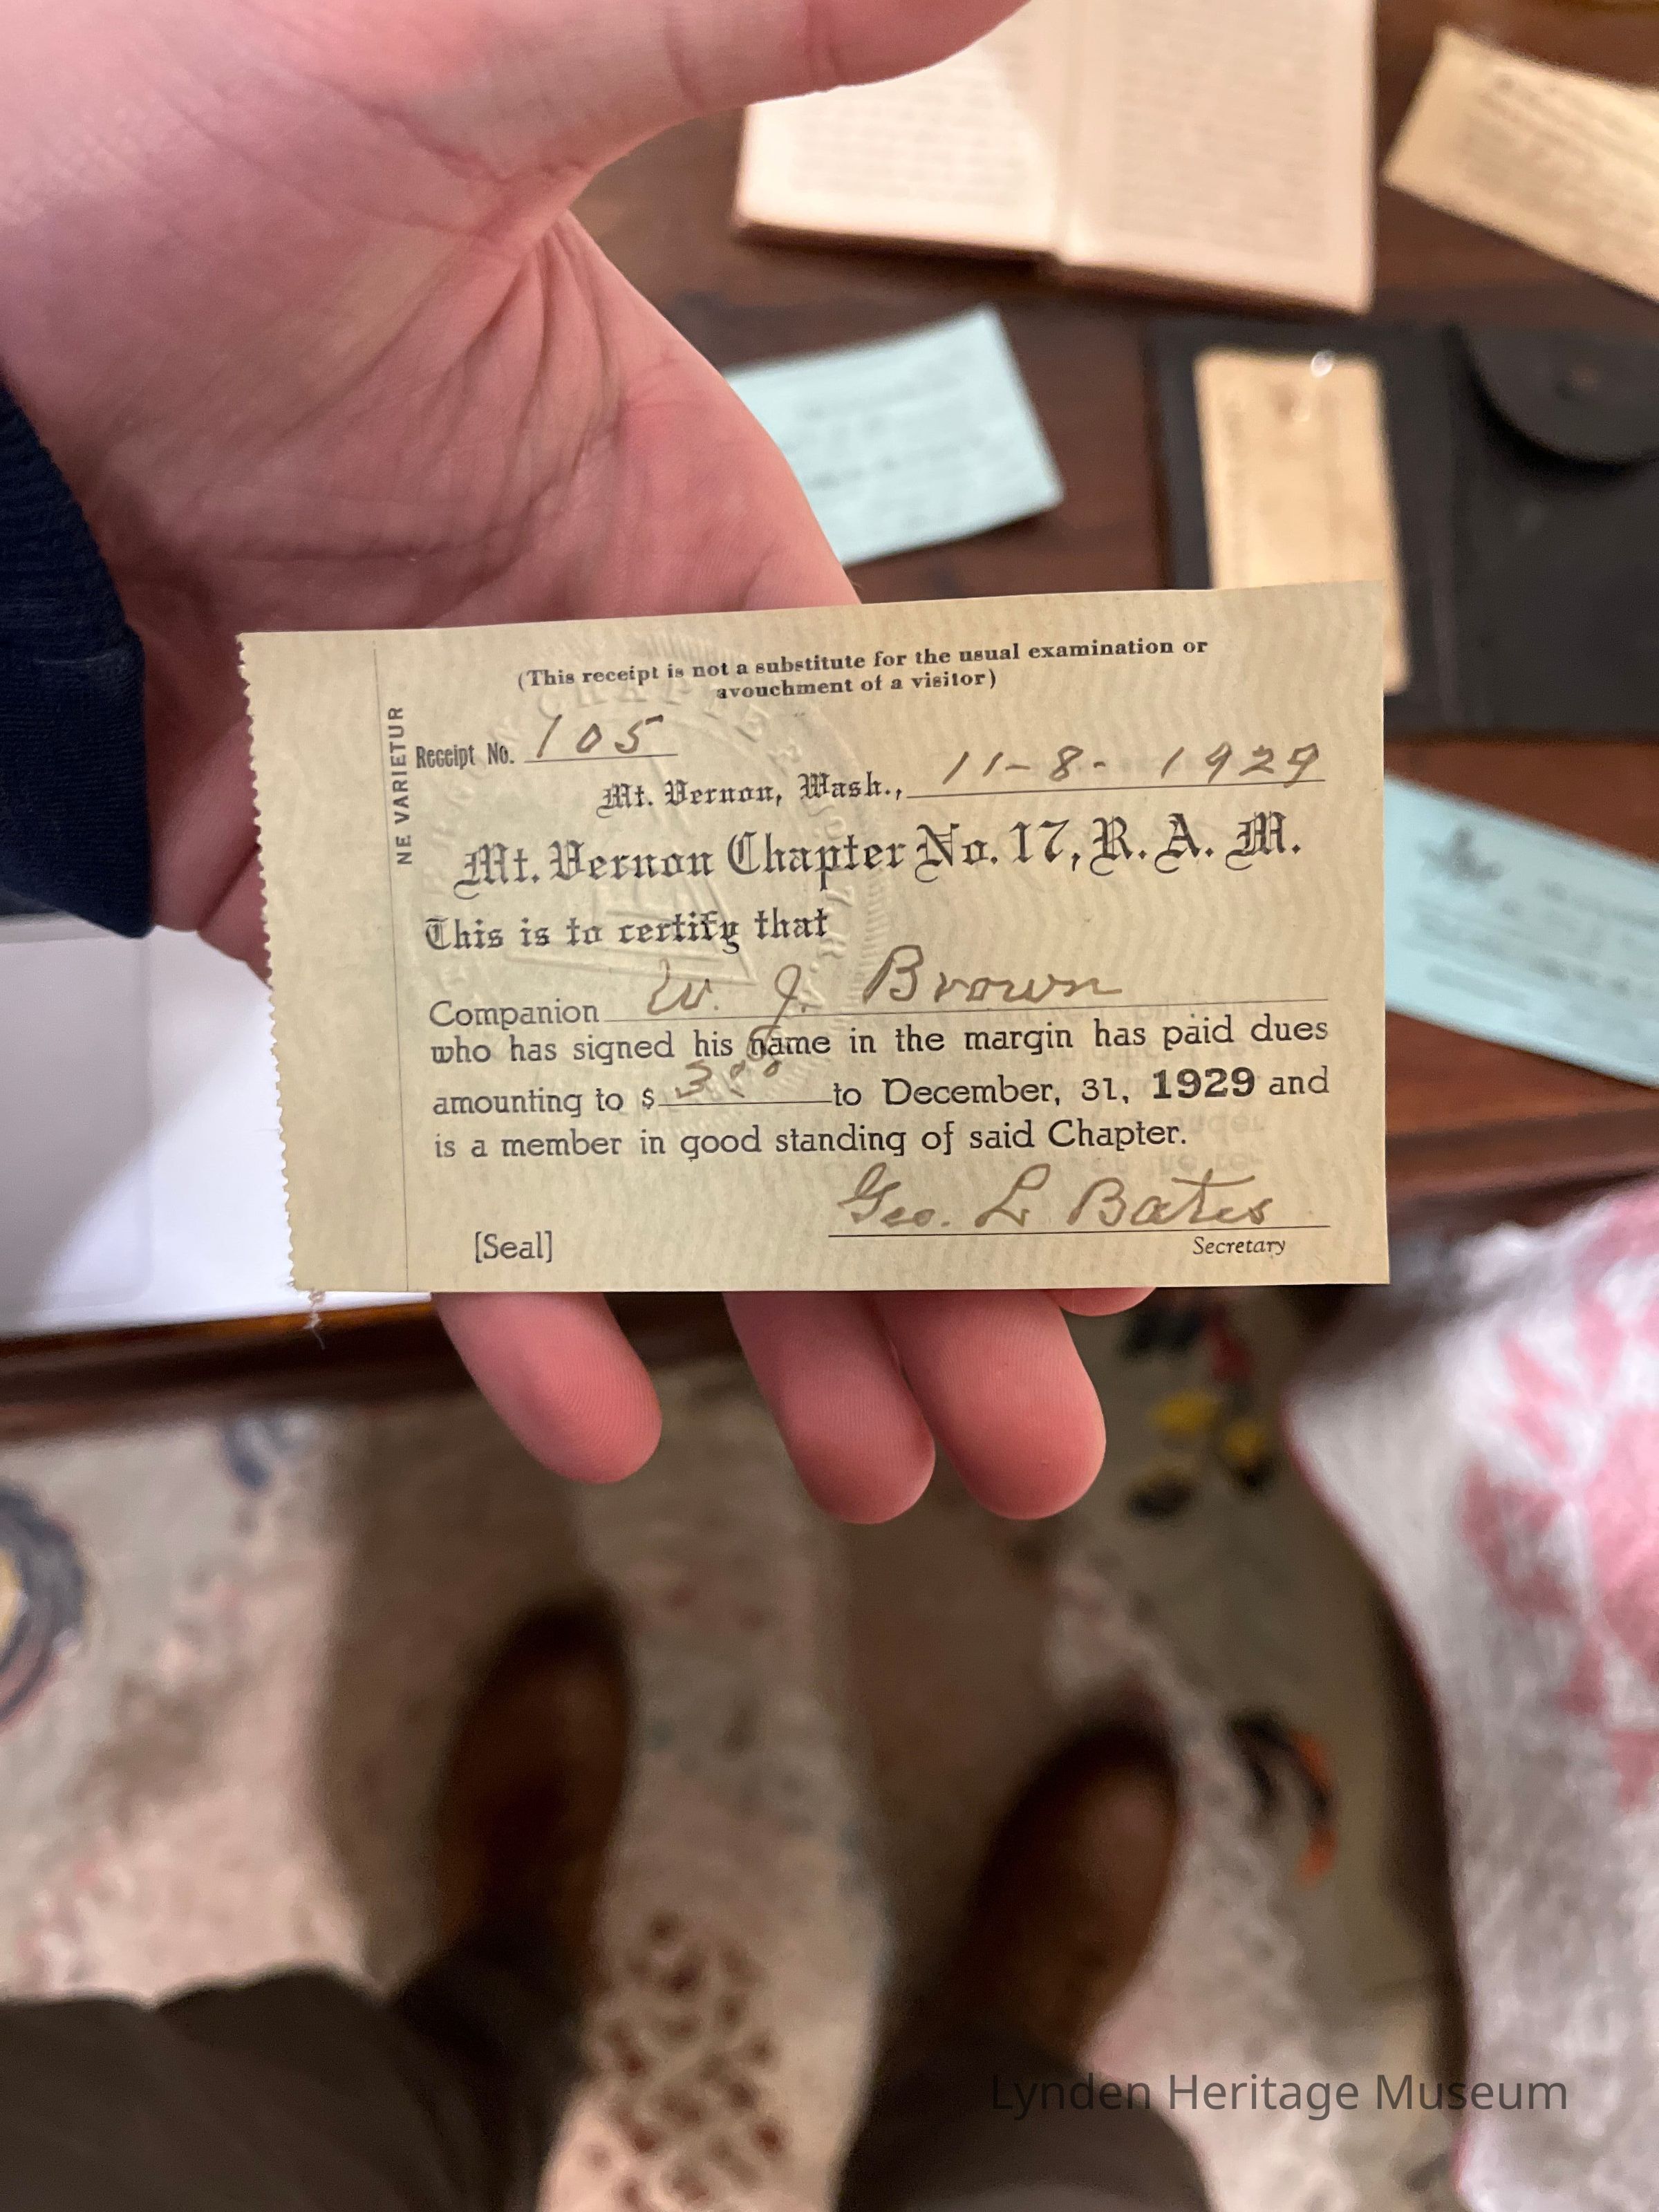 (This receipt is not a substitute for the usual examination or
avouchment of a visitor)
NE VARIETUR
Receipt No. 105
Mt. Vernon, Wash., 11-8-1929
Mt. Vernon Chapter No. 17, R. A. M.
This is to certify that
Companion W. J. Brown
who has signed his name in the margin has paid dues
amounting to $ 3.00 to December, 31, 1929 and
is a member in good standing of said Chapter.
Geo. L Bates
[Seal]
Secretary
Lynden Heritage Museum